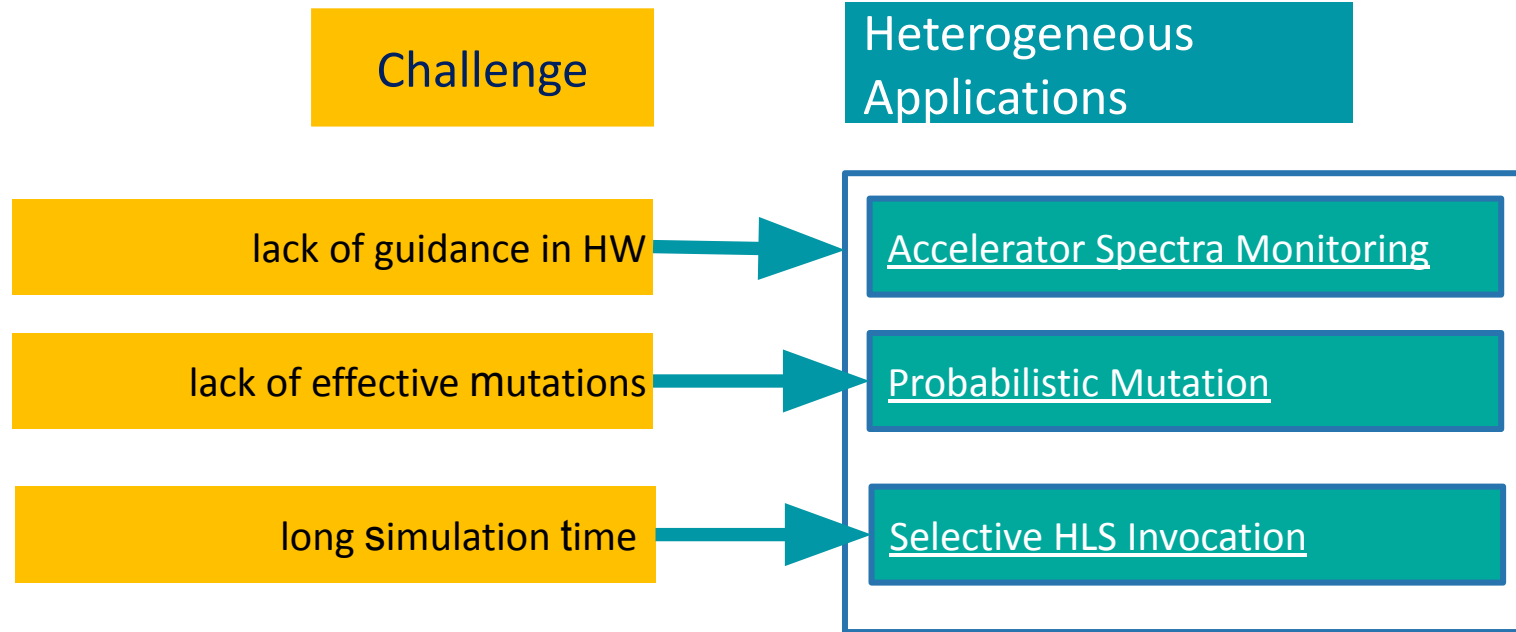 Challenge
Heterogeneous
Applications
lack of guidance in HW
Accelerator Spectra Monitoring
lack of effective mutations
Probabilistic Mutation
long simulation time
Selective HLS Invocation